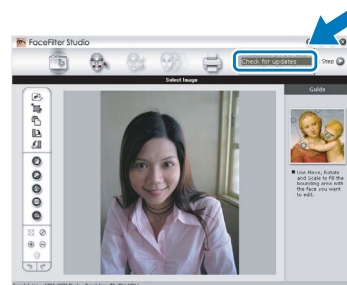 FaceFilter Studio
Check for updates
Step
Select Image
Guide
Use Move, Rotate
and Scale to fill the
bounding area with
the face you want
to edit.